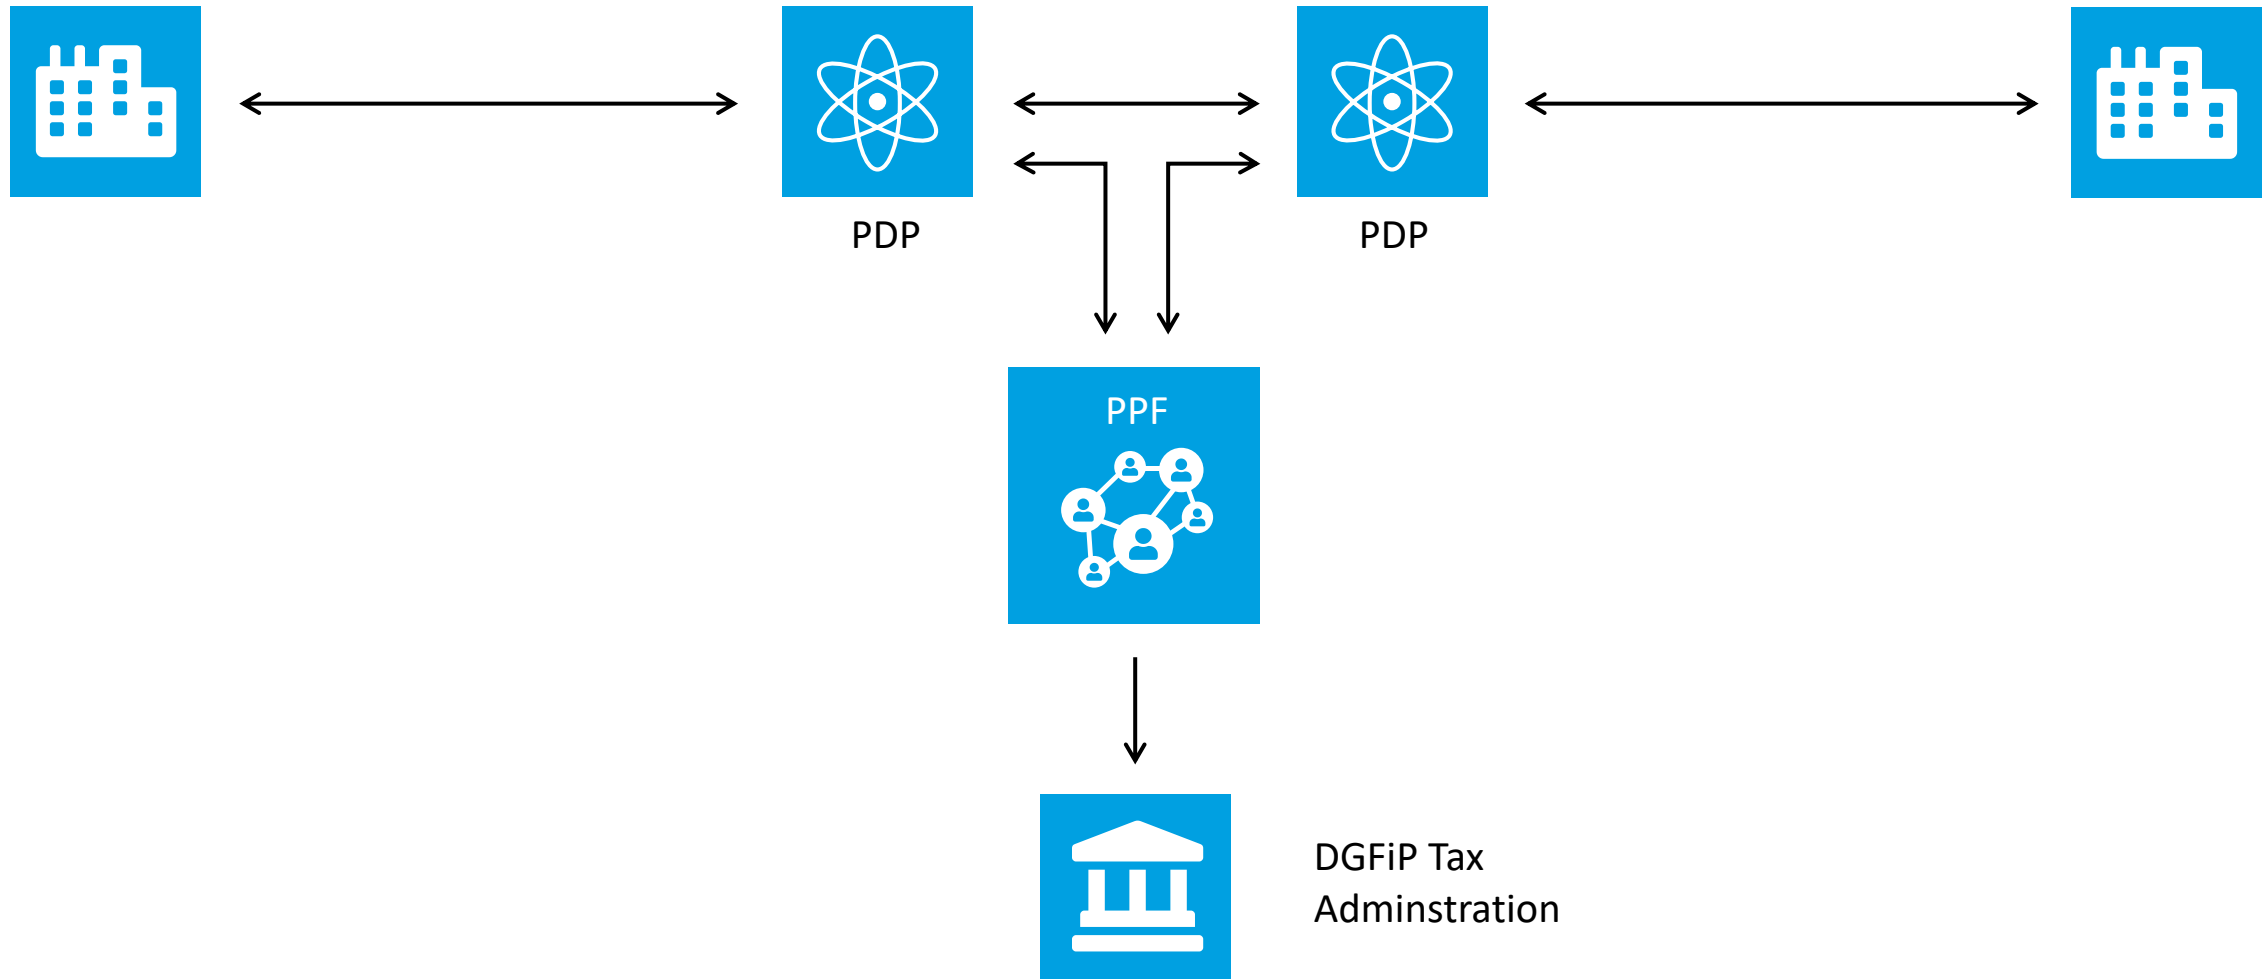 PDP
PDP
PPF
DGFiP Tax
Adminstration